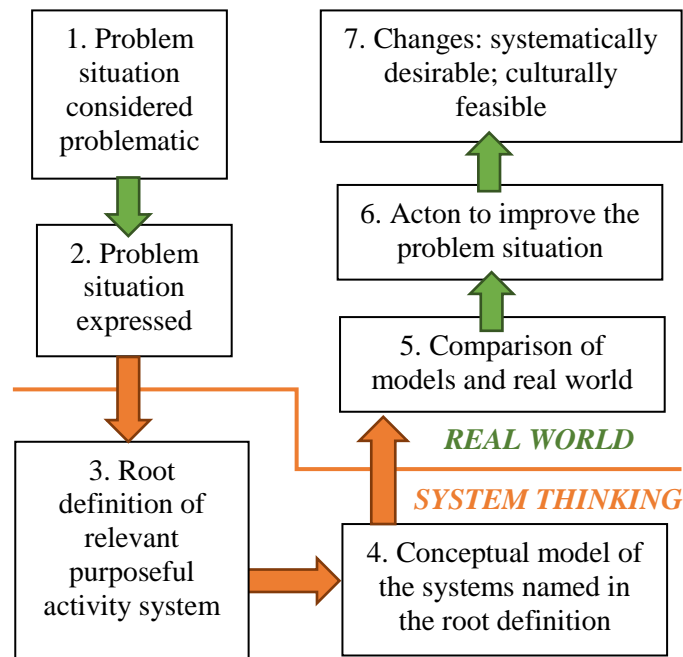 1. Problem
situation
considered
problematic
2. Problem
situation
expressed
3. Root
definition of
relevant
purposeful
activity system
4. Conceptual model of
the systems named in
the root definition
5. Comparison of
models and real world
6. Acton to improve the
problem situation
7. Changes: systematically
desirable; culturally
feasible
REAL WORLD
SYSTEM THINKING